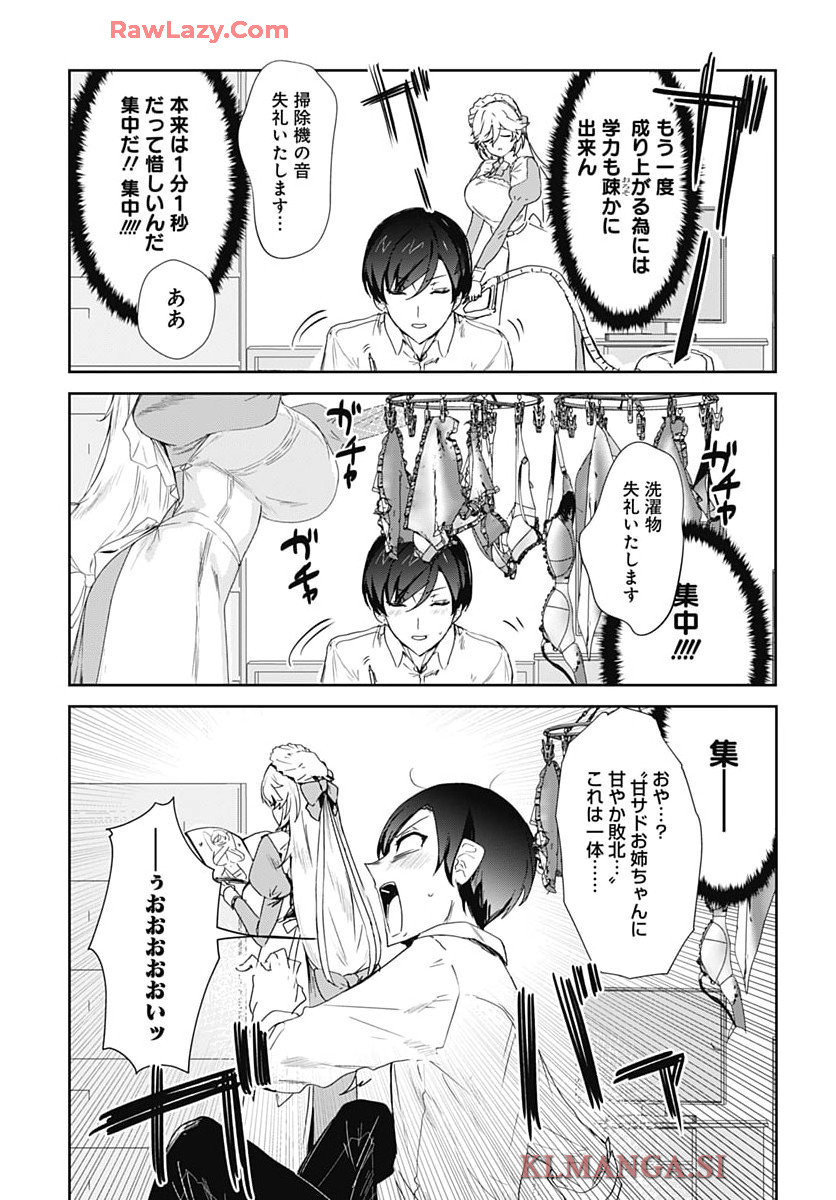 RawLazy.Com
もう一度
成り上がる為には
学力も疎かに
おろそ
出来ん
掃除機の音
失礼いたします…
本来は1分1秒
だって惜しいんだ
集中だ!! 集中!!!!
ああ
ガチャ
洗濯物
失礼いたします
ガチャ
ガチャ
集中!!!!
集──
おや…?
“甘サドお姉ちゃんに
甘やか敗北…”
これは一体……
──ぅおおおおおいッ
KLMANGA.SI